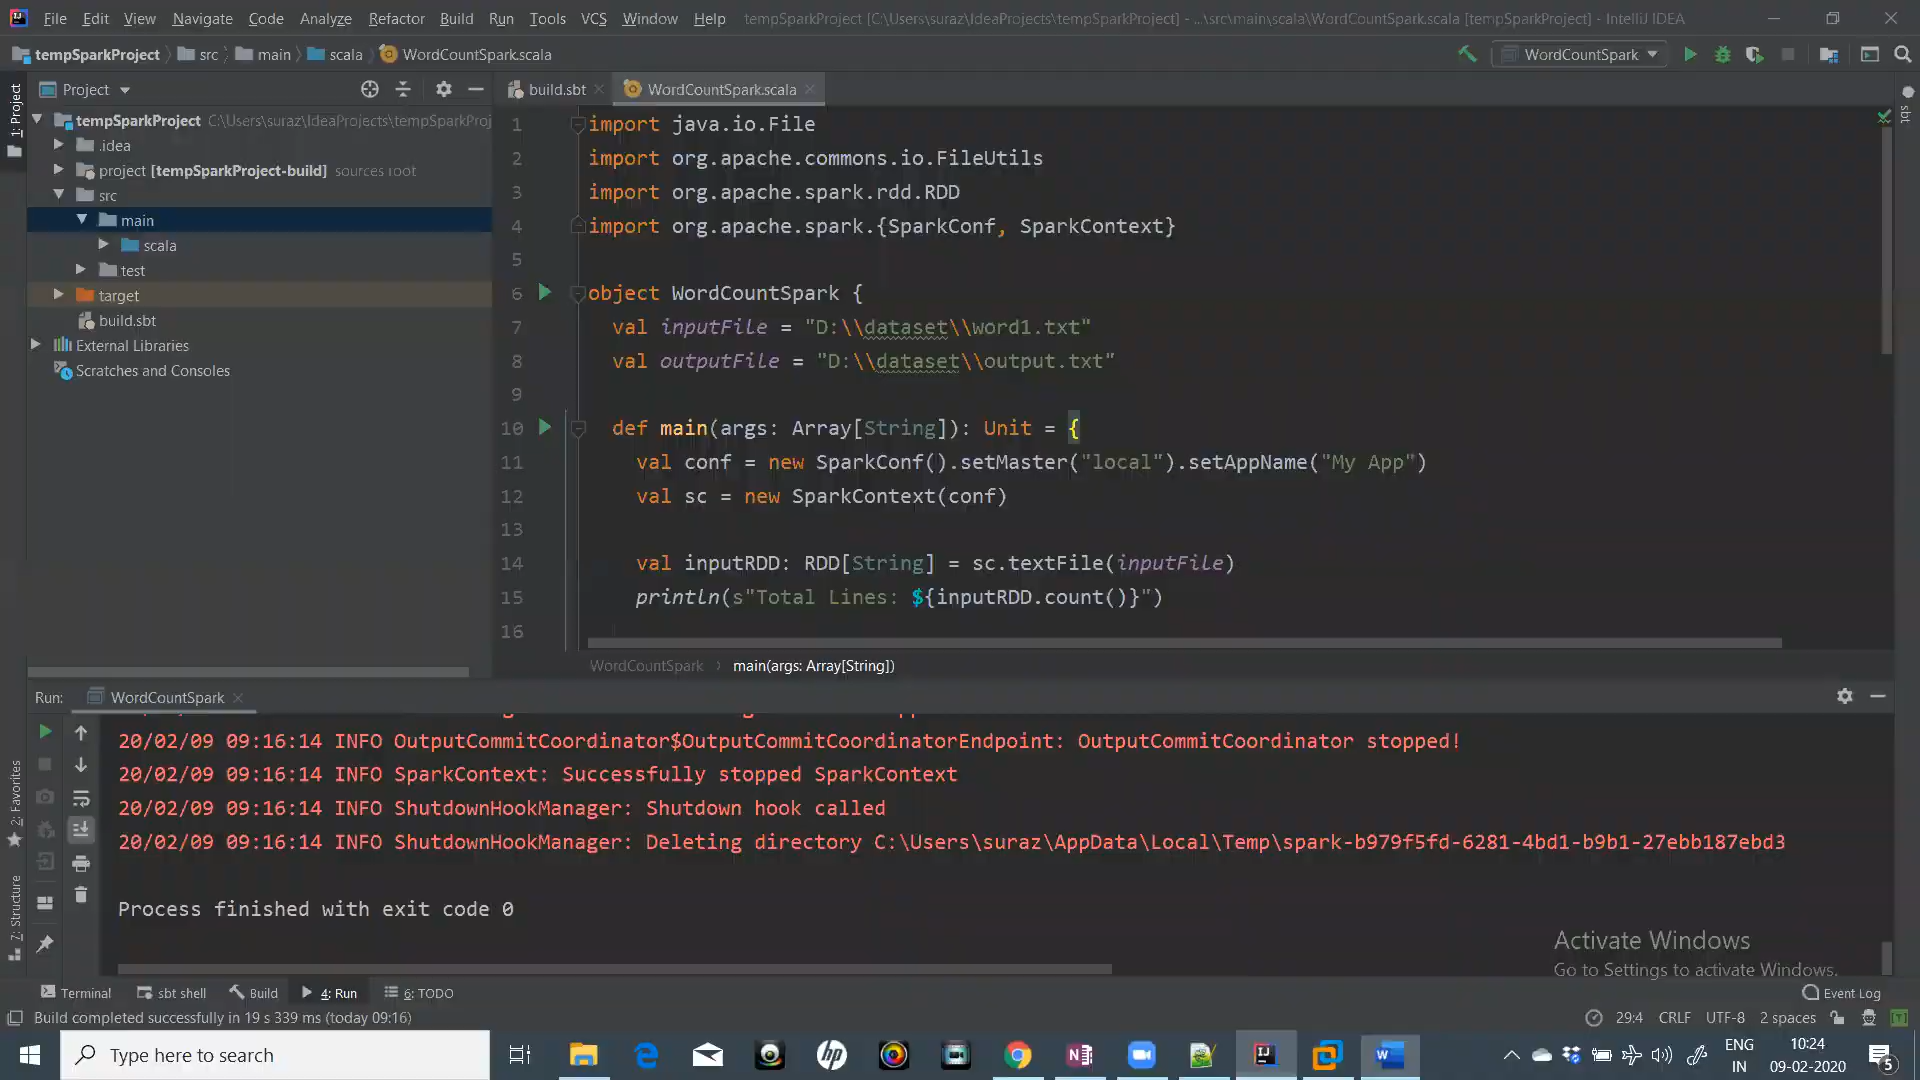 File Edit View Navigate Code Analyze Refactor Build Run Tools VCS Window Help tempSparkProject [C:\Users\suraz\IdeaProjects\tempSparkProject] - ...\src\main\scala\WordCountSpark.scala [tempSparkProject] - IntelliJ IDEA
tempSparkProject src main scala WordCountSpark.scala WordCountSpark
1: Project
Project
tempSparkProject C:\Users\suraz\IdeaProjects\tempSparkProj
.idea
project [tempSparkProject-build] sources root
src
main
scala
test
target
build.sbt
External Libraries
Scratches and Consoles
build.sbt WordCountSpark.scala
sbt
1 import java.io.File
2 import org.apache.commons.io.FileUtils
3 import org.apache.spark.rdd.RDD
4 import org.apache.spark.{SparkConf, SparkContext}
5
6 object WordCountSpark {
7 val inputFile = "D:\\dataset\\word1.txt"
8 val outputFile = "D:\\dataset\\output.txt"
9
10 def main(args: Array[String]): Unit = {
11 val conf = new SparkConf().setMaster("local").setAppName("My App")
12 val sc = new SparkContext(conf)
13
14 val inputRDD: RDD[String] = sc.textFile(inputFile)
15 println(s"Total Lines: ${inputRDD.count()}")
16
WordCountSpark main(args: Array[String])
Run: WordCountSpark
20/02/09 09:16:14 INFO OutputCommitCoordinator$OutputCommitCoordinatorEndpoint: OutputCommitCoordinator stopped!
20/02/09 09:16:14 INFO SparkContext: Successfully stopped SparkContext
20/02/09 09:16:14 INFO ShutdownHookManager: Shutdown hook called
20/02/09 09:16:14 INFO ShutdownHookManager: Deleting directory C:\Users\suraz\AppData\Local\Temp\spark-b979f5fd-6281-4bd1-b9b1-27ebb187ebd3
Process finished with exit code 0
2: Favorites
7: Structure
Activate Windows
Go to Settings to activate Windows.
Terminal sbt shell Build 4: Run 6: TODO Event Log
Build completed successfully in 19 s 339 ms (today 09:16) 29:4 CRLF UTF-8 2 spaces
Type here to search
ENG
IN
10:24
09-02-2020
5